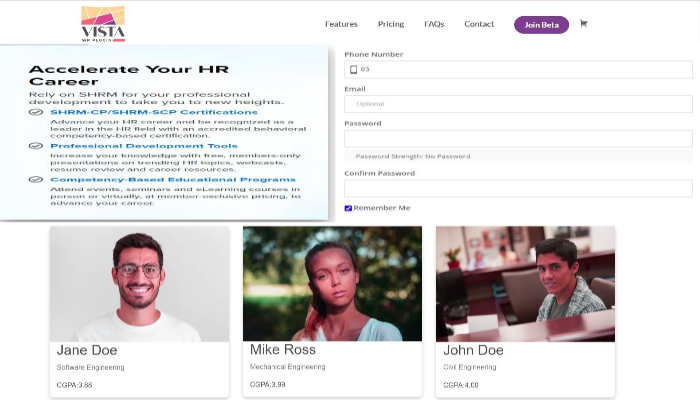 VISTA
WP PLUGIN
Features
Pricing
FAQs
Contact
Join Beta
Accelerate Your HR
Career
Rely on SHRM for your professional
development to take you to new heights.
SHRM-CP/SHRM-SCP Certifications
Advance your HR career and be recognized as a
leader in the HR field with an accredited behavioral
competency-based certification.
Professional Development Tools
Increase your knowledge with free, members-only
presentations on trending HR topics, webcasts,
resume review and career resources.
Competency-Based Educational Programs
Attend events, seminars and eLearning courses in
person or virtually, at member-exclusive pricing, to
advance your career.
Phone Number
03
Email
Optional
Password
Password Strength: No Password
Confirm Password
Remember Me
Jane Doe
Software Engineering
CGPA:3.88
Mike Ross
Mechanical Engineering
CGPA:3.99
John Doe
Civil Engineering
CGPA:4.00